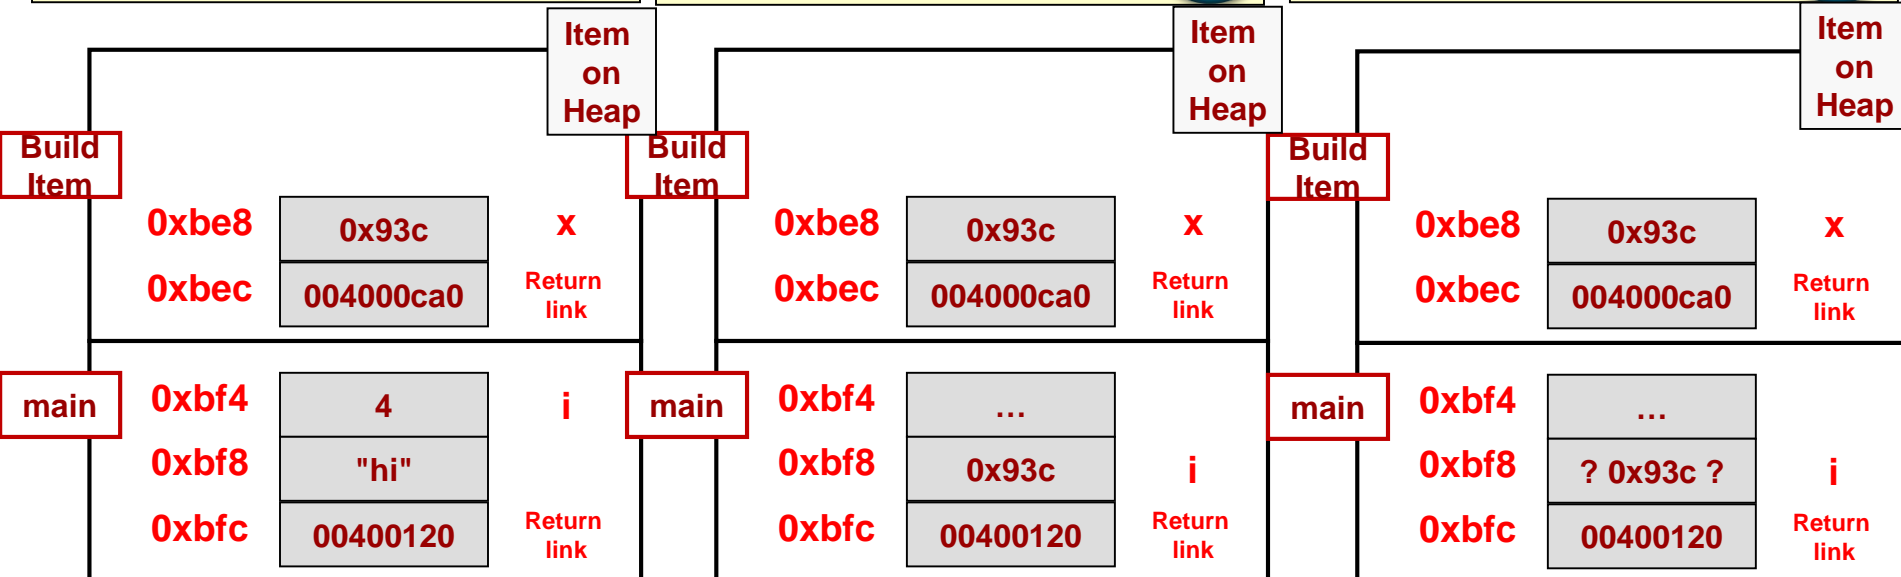 Item
on
Heap
Build
Item
0xbe8 0x93c x
0xbec 004000ca0 Return
link
main 0xbf4 4 i
0xbf8 "hi"
0xbfc 00400120 Return
link
Item
on
Heap
Build
Item
0xbe8 0x93c x
0xbec 004000ca0 Return
link
main 0xbf4 ...
0xbf8 0x93c i
0xbfc 00400120 Return
link
Item
on
Heap
Build
Item
0xbe8 0x93c x
0xbec 004000ca0 Return
link
main 0xbf4 ...
0xbf8 ? 0x93c ? i
0xbfc 00400120 Return
link